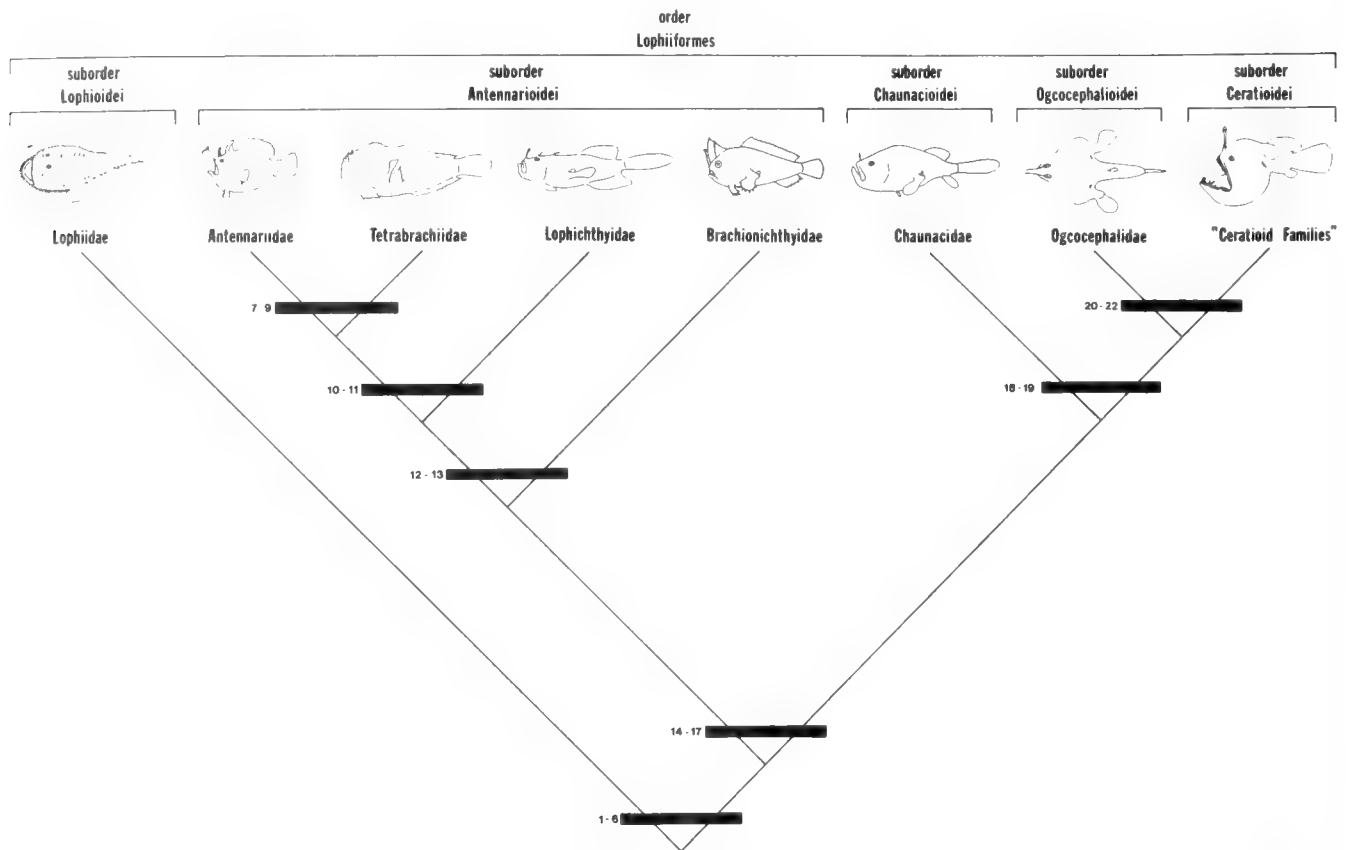 order
Lophiiformes
suborder
Lophioidei
suborder
Antennarioidei
suborder
Chaunacioidei
suborder
Ogcocephalioidei
suborder
Ceratioidei
Lophiidae
Antennariidae
Tetrabrachiidae
Lophichthyidae
Brachionichthyidae
Chaunacidae
Ogcocephalidae
"Ceratioid Families"
7 9
20 - 22
10 - 11
18 - 19
12 - 13
14 - 17
1 - 6